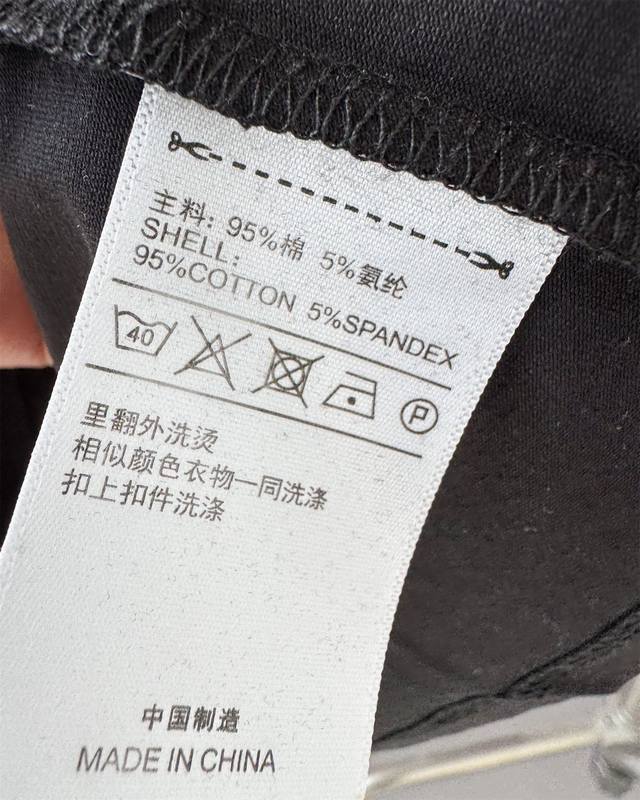 主料: 95%棉 5%氨纶
SHELL:
95%COTTON 5%SPANDEX
40
P
里翻外洗烫
相似颜色衣物一同洗涤
扣上扣件洗涤
中国制造
MADE IN CHINA